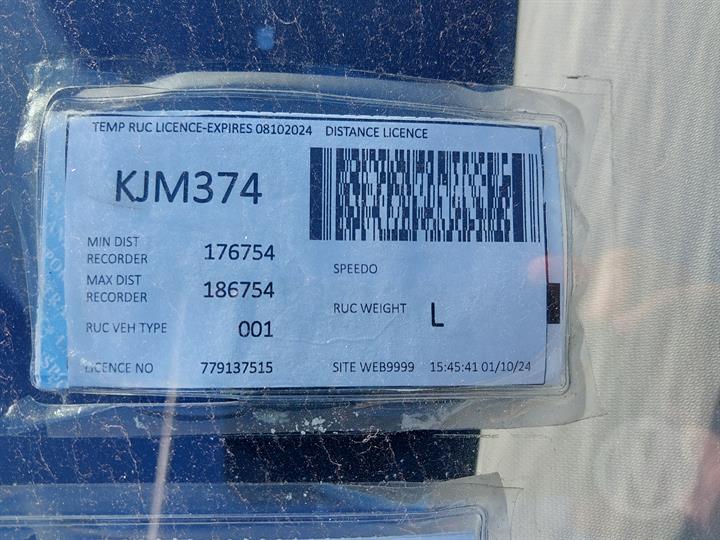 TEMP RUC LICENCE-EXPIRES 08102024 DISTANCE LICENCE
KJM374
MIN DIST
RECORDER 176754
SPEEDO
MAX DIST
RECORDER 186754
RUC WEIGHT L
RUC VEH TYPE 001
LICENCE NO 779137515 SITE WEB9999 15:45:41 01/10/24